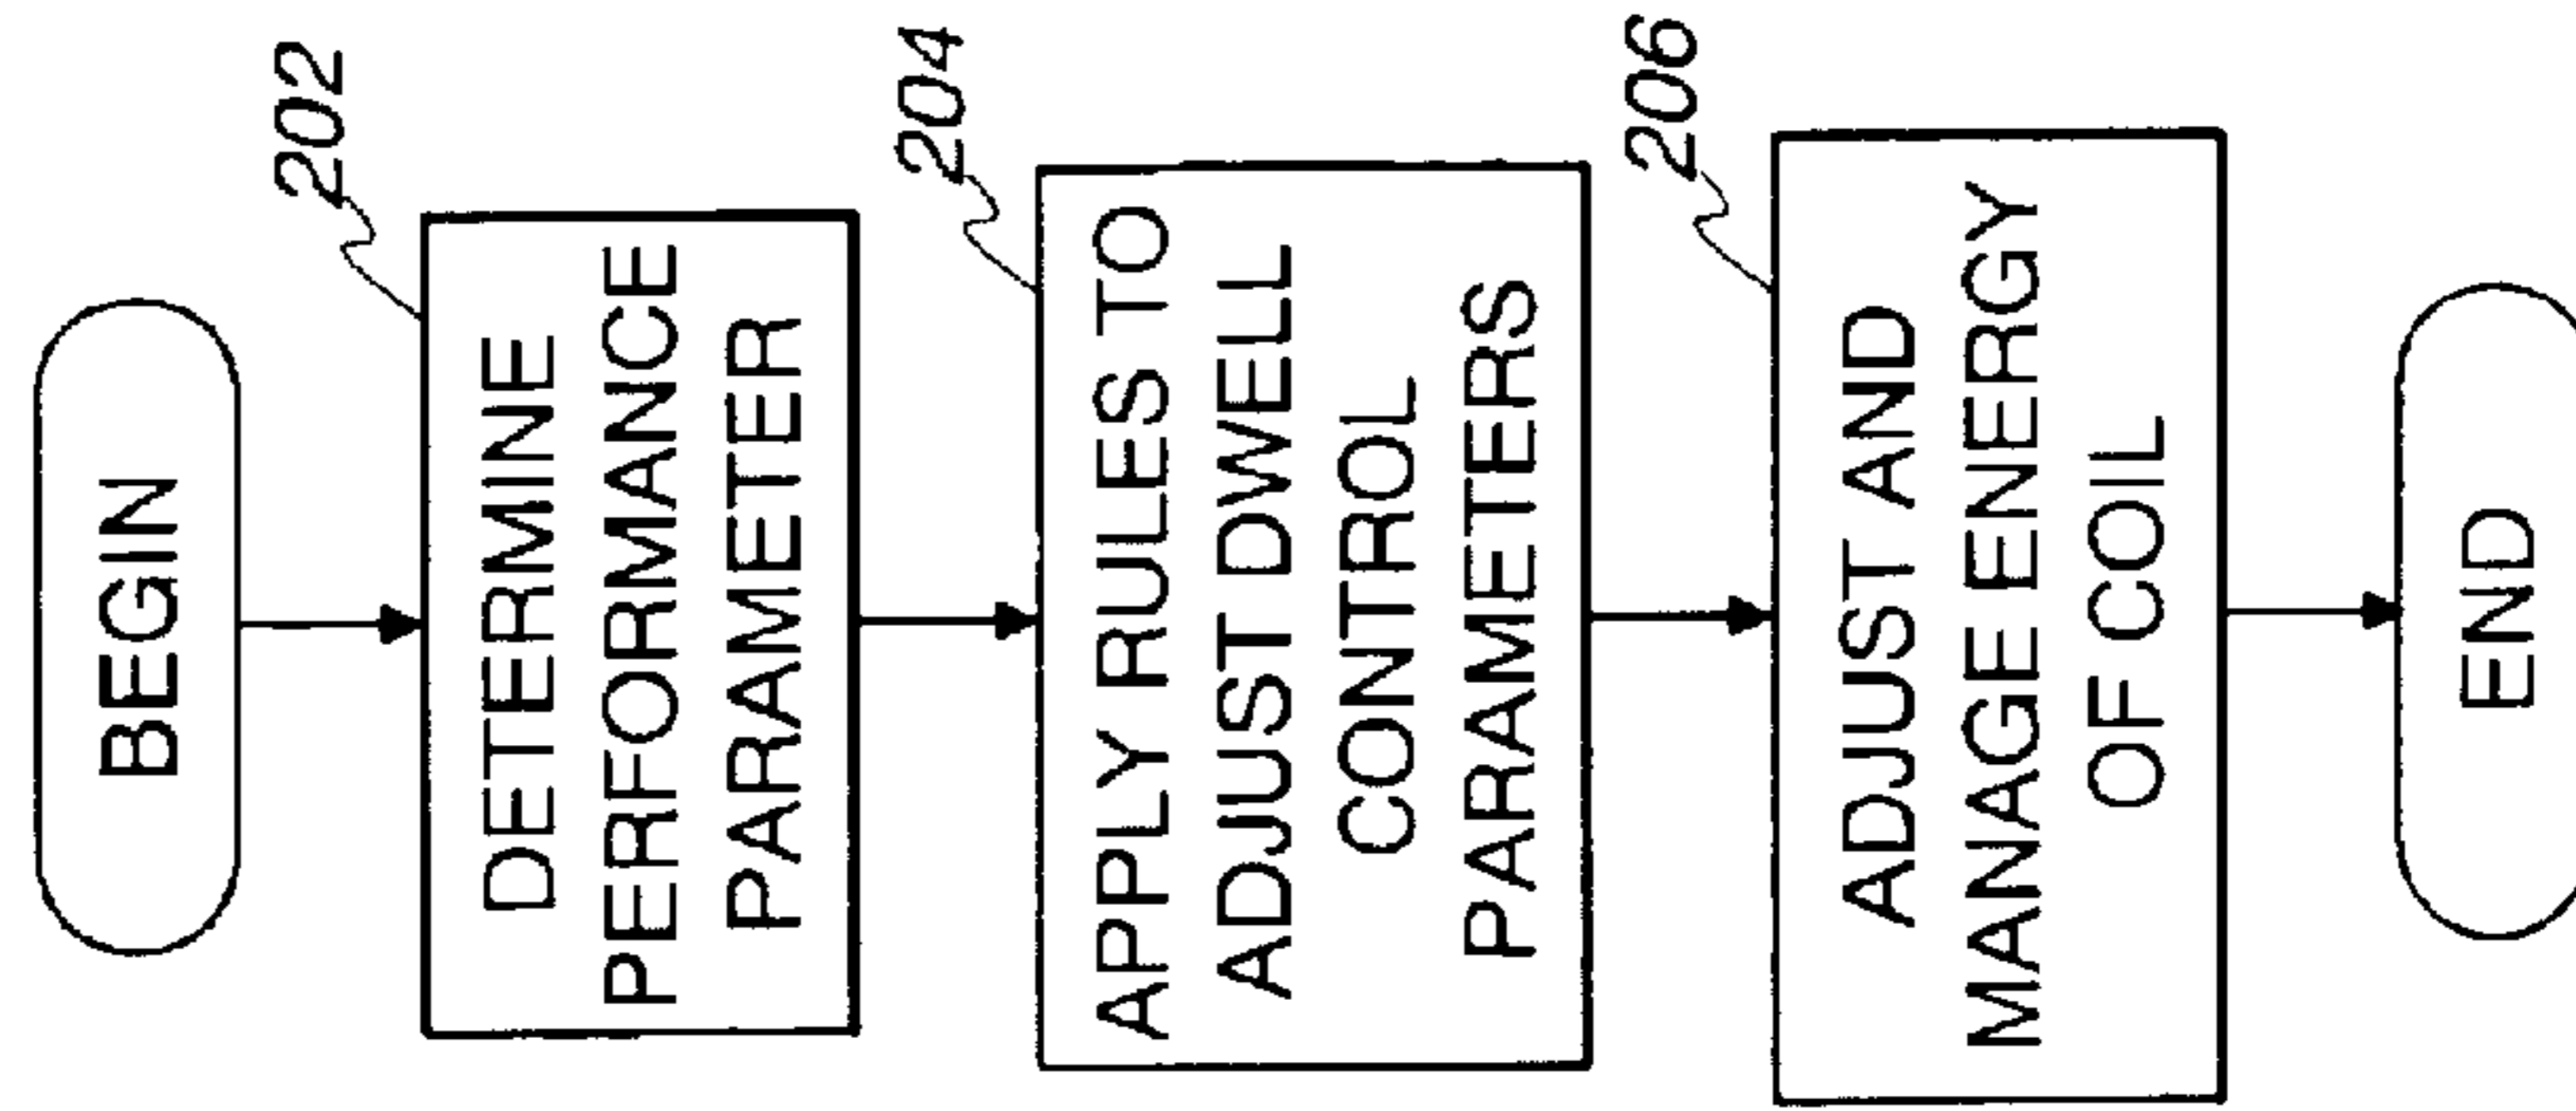 BEGIN
202
DETERMINE
PERFORMANCE
PARAMETER
204
APPLY RULES TO
ADJUST DWELL
CONTROL
PARAMETERS
206
ADJUST AND
MANAGE ENERGY
OF COIL
END